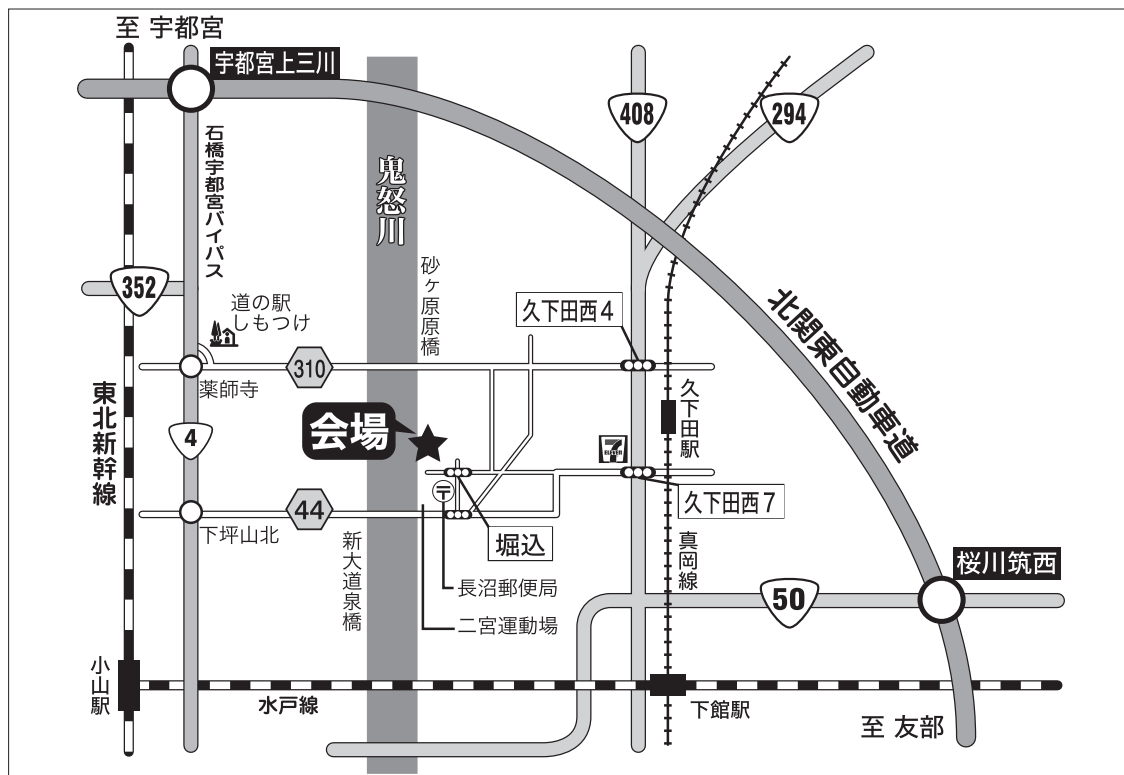 至 宇都宮
宇都宮上三川
石橋宇都宮バイパス
鬼怒川
408
294
352
砂ヶ原原橋
道の駅
しもつけ
久下田西4
北関東自動車道
310
薬師寺
東北新幹線
4
会場
久下田駅
7
ELEVEN
久下田西7
44
〒
下坪山北
新大道泉橋
堀込
真岡線
長沼郵便局
二宮運動場
50
桜川筑西
小山駅
水戸線
下館駅
至 友部